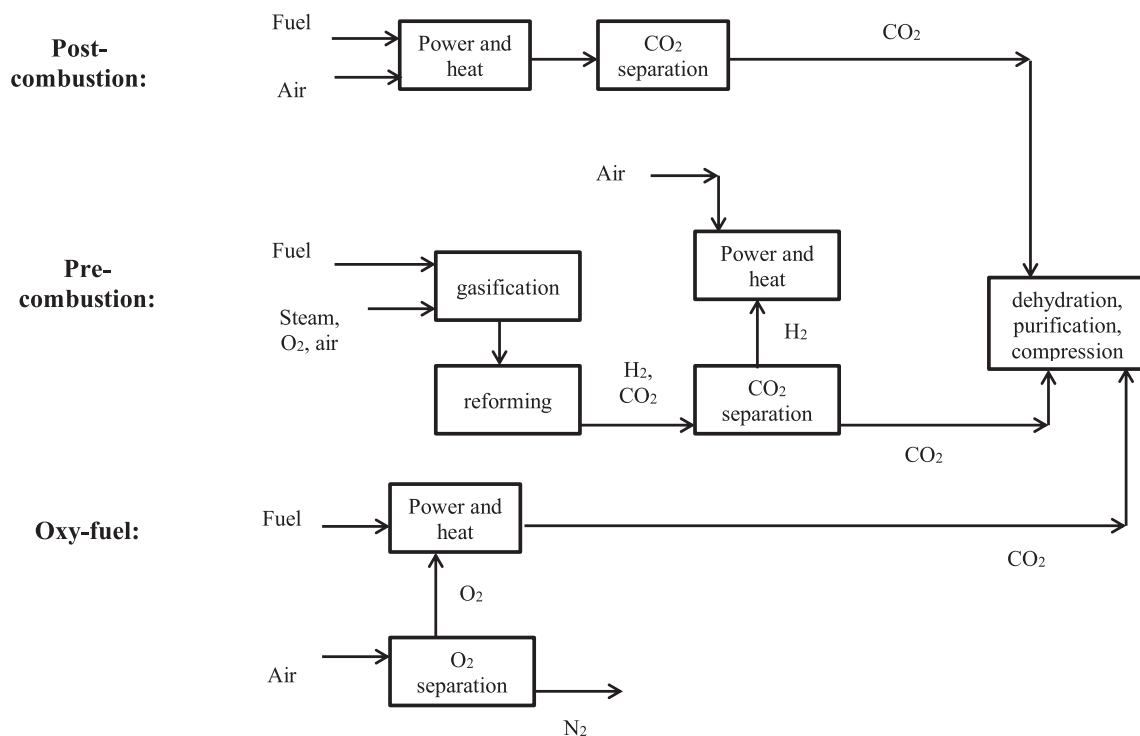 Post-
combustion:
Fuel
Air
Power and
heat
CO₂
separation
CO₂
Pre-
combustion:
Fuel
Steam,
O₂, air
gasification
reforming
H₂,
CO₂
Air
Power and
heat
H₂
CO₂
separation
CO₂
dehydration,
purification,
compression
Oxy-fuel:
Fuel
Power and
heat
CO₂
O₂
Air
O₂
separation
N₂